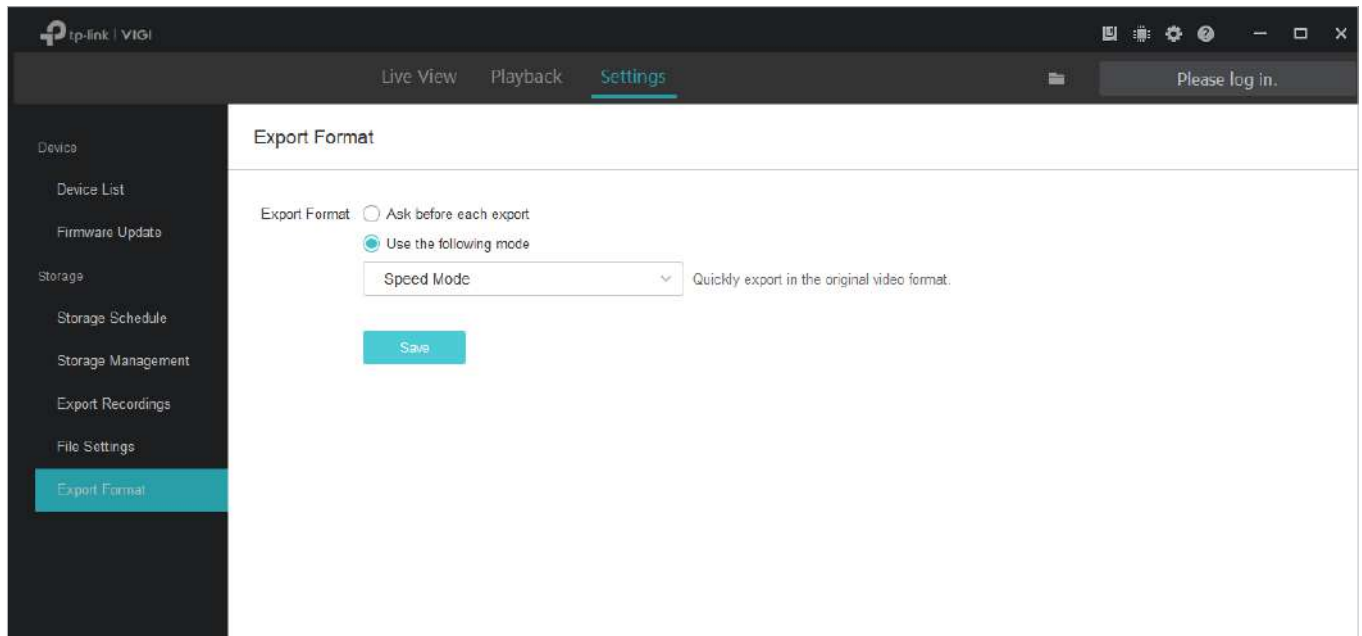 tp-link | VIGI
Live View Playback Settings Please log in.
Device
Device List
Firmware Update
Storage
Storage Schedule
Storage Management
Export Recordings
File Settings
Export Format
Export Format
Export Format Ask before each export
Use the following mode
Speed Mode Quickly export in the original video format.
Save